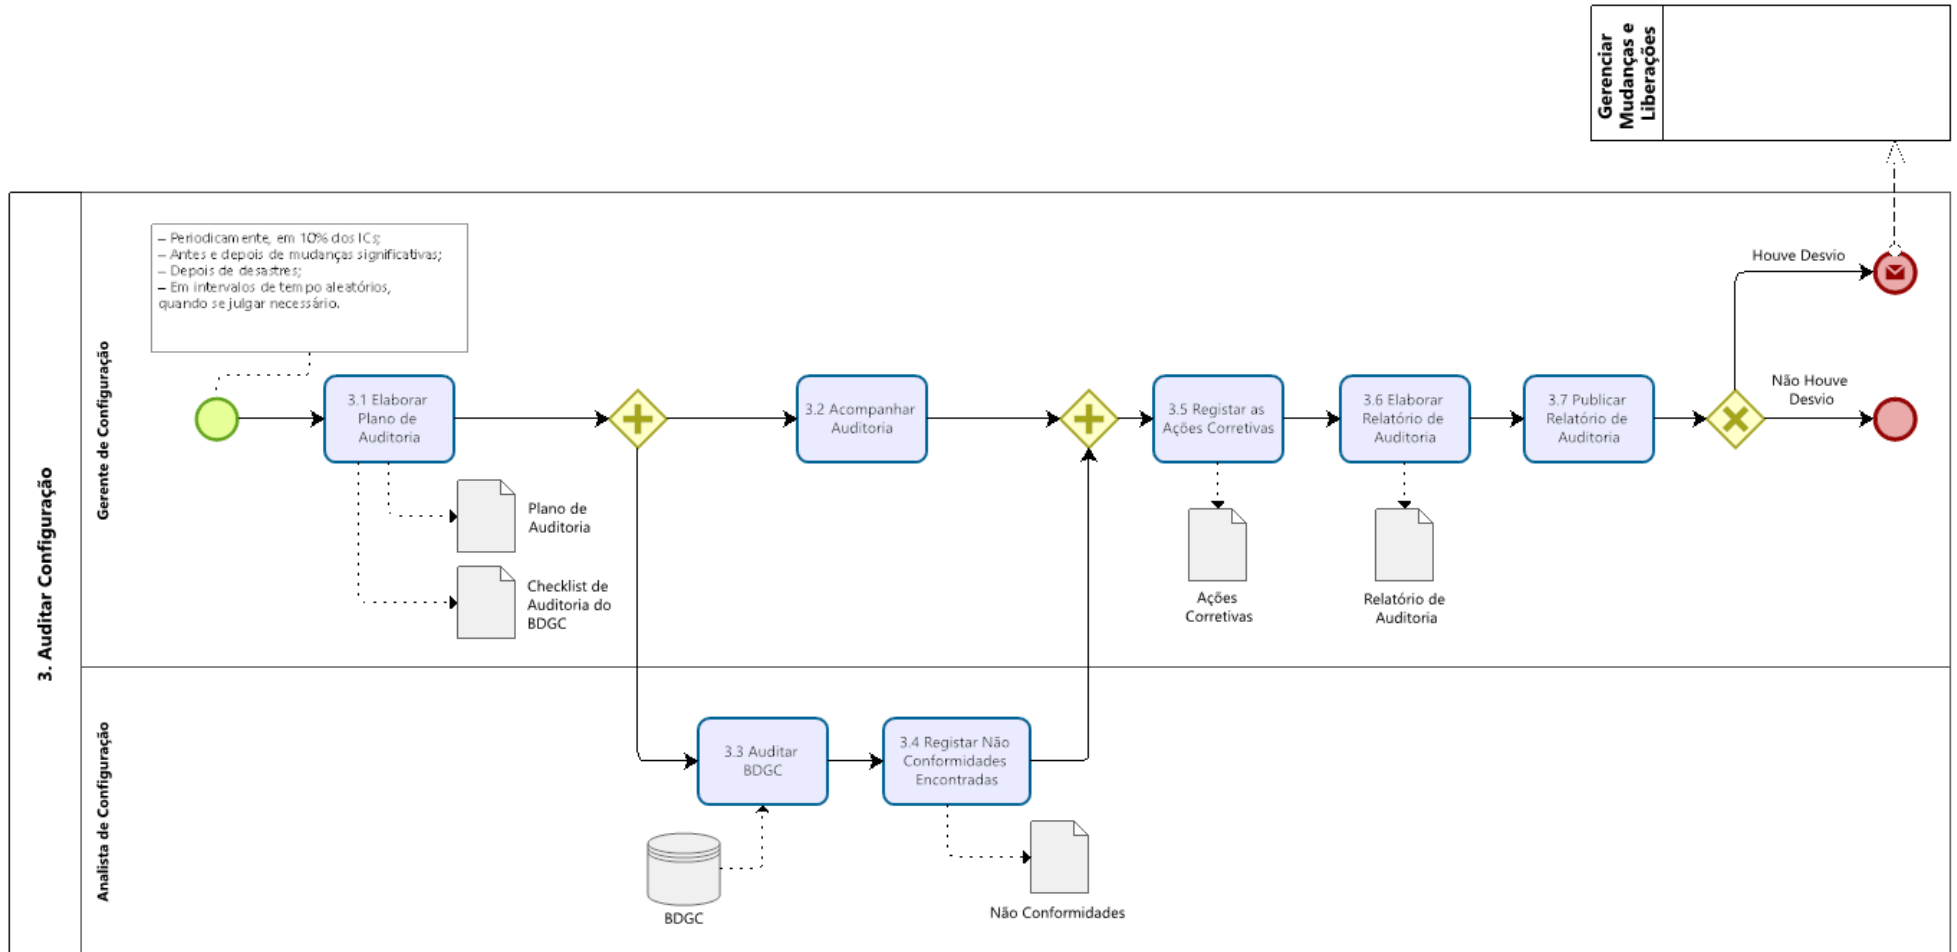 Gerenciar
Mudanças e
Liberações
3. Auditar Configuração
Gerente de Configuração
– Periodicamente, em 10% dos ICs;
– Antes e depois de mudanças significativas;
– Depois de desastres;
– Em intervalos de tempo aleatórios,
quando se julgar necessário.
3.1 Elaborar
Plano de
Auditoria
Plano de
Auditoria
Checklist de
Auditoria do
BDGC
3.2 Acompanhar
Auditoria
3.5 Registar as
Ações Corretivas
Ações
Corretivas
3.6 Elaborar
Relatório de
Auditoria
Relatório de
Auditoria
3.7 Publicar
Relatório de
Auditoria
Houve Desvio
Não Houve
Desvio
Analista de Configuração
3.3 Auditar
BDGC
BDGC
3.4 Registar Não
Conformidades
Encontradas
Não Conformidades